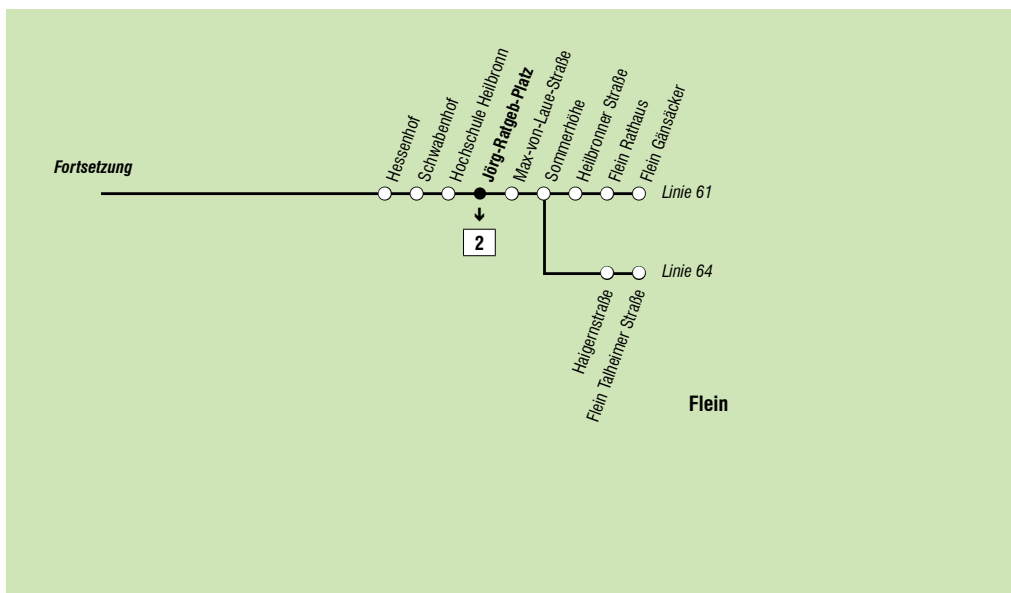 Fortsetzung
Hessenhof
Schwabenhof
Hochschule Heilbronn
Jörg-Ratgeb-Platz
Max-von-Laue-Straße
Sommerhöhe
Heilbronner Straße
Flein Rathaus
Flein Gänsäcker
Linie 61
2
Linie 64
Haigernstraße
Flein Talheimer Straße
Flein